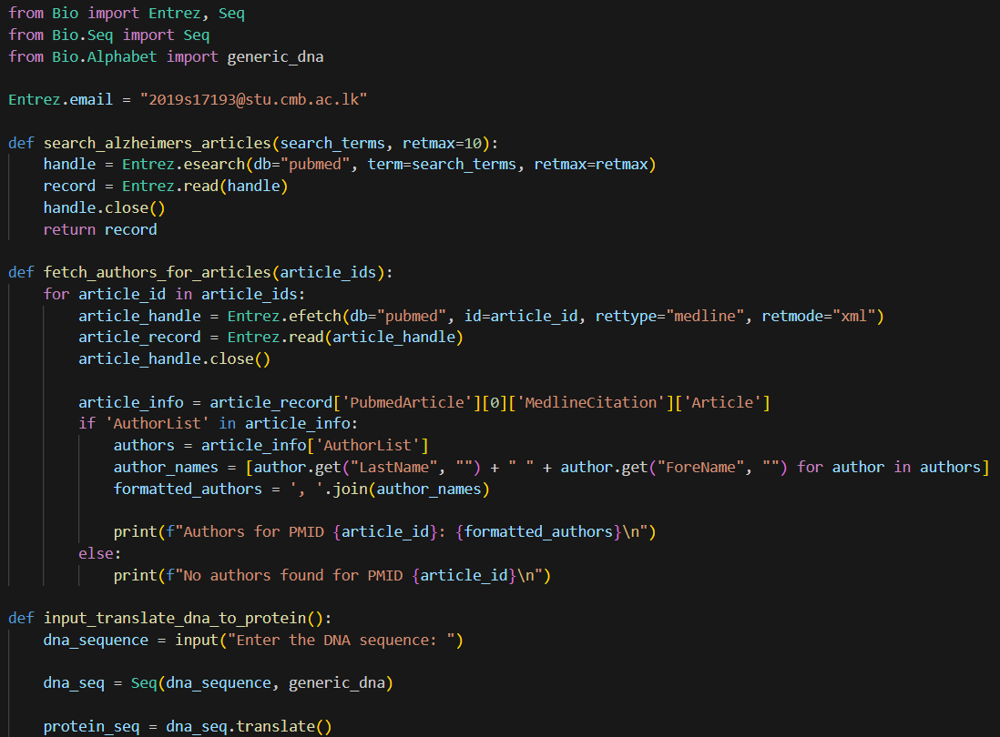 from Bio import Entrez, Seq
from Bio.Seq import Seq
from Bio.Alphabet import generic_dna

Entrez.email = "2019s17193@stu.cmb.ac.lk"

def search_alzheimers_articles(search_terms, retmax=10):
    handle = Entrez.esearch(db="pubmed", term=search_terms, retmax=retmax)
    record = Entrez.read(handle)
    handle.close()
    return record

def fetch_authors_for_articles(article_ids):
    for article_id in article_ids:
        article_handle = Entrez.efetch(db="pubmed", id=article_id, rettype="medline", retmode="xml")
        article_record = Entrez.read(article_handle)
        article_handle.close()

        article_info = article_record['PubmedArticle'][0]['MedlineCitation']['Article']
        if 'AuthorList' in article_info:
            authors = article_info['AuthorList']
            author_names = [author.get("LastName", "") + " " + author.get("ForeName", "") for author in authors]
            formatted_authors = ', '.join(author_names)

            print(f"Authors for PMID {article_id}: {formatted_authors}\n")
        else:
            print(f"No authors found for PMID {article_id}\n")

def input_translate_dna_to_protein():
    dna_sequence = input("Enter the DNA sequence: ")

    dna_seq = Seq(dna_sequence, generic_dna)

    protein_seq = dna_seq.translate()